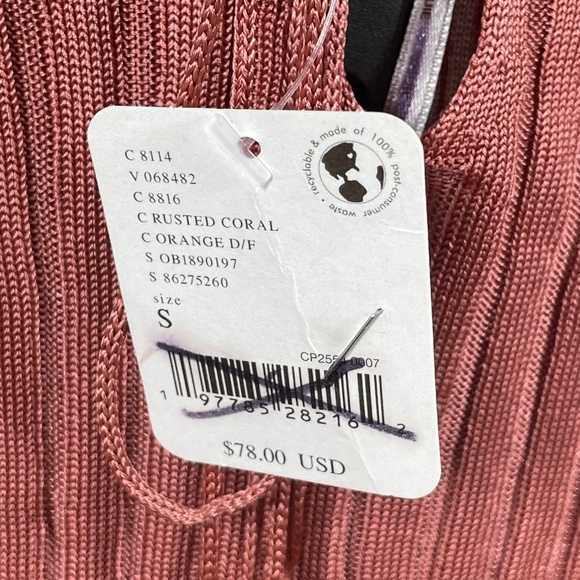 C 8114
V 068482
C 8816
C RUSTED CORAL
C ORANGE D/F
S OB1890197
S 86275260
size
S
recyclable & made of 100% post-consumer waste •
CP2554 0007
1 97785 28216 2
$78.00 USD